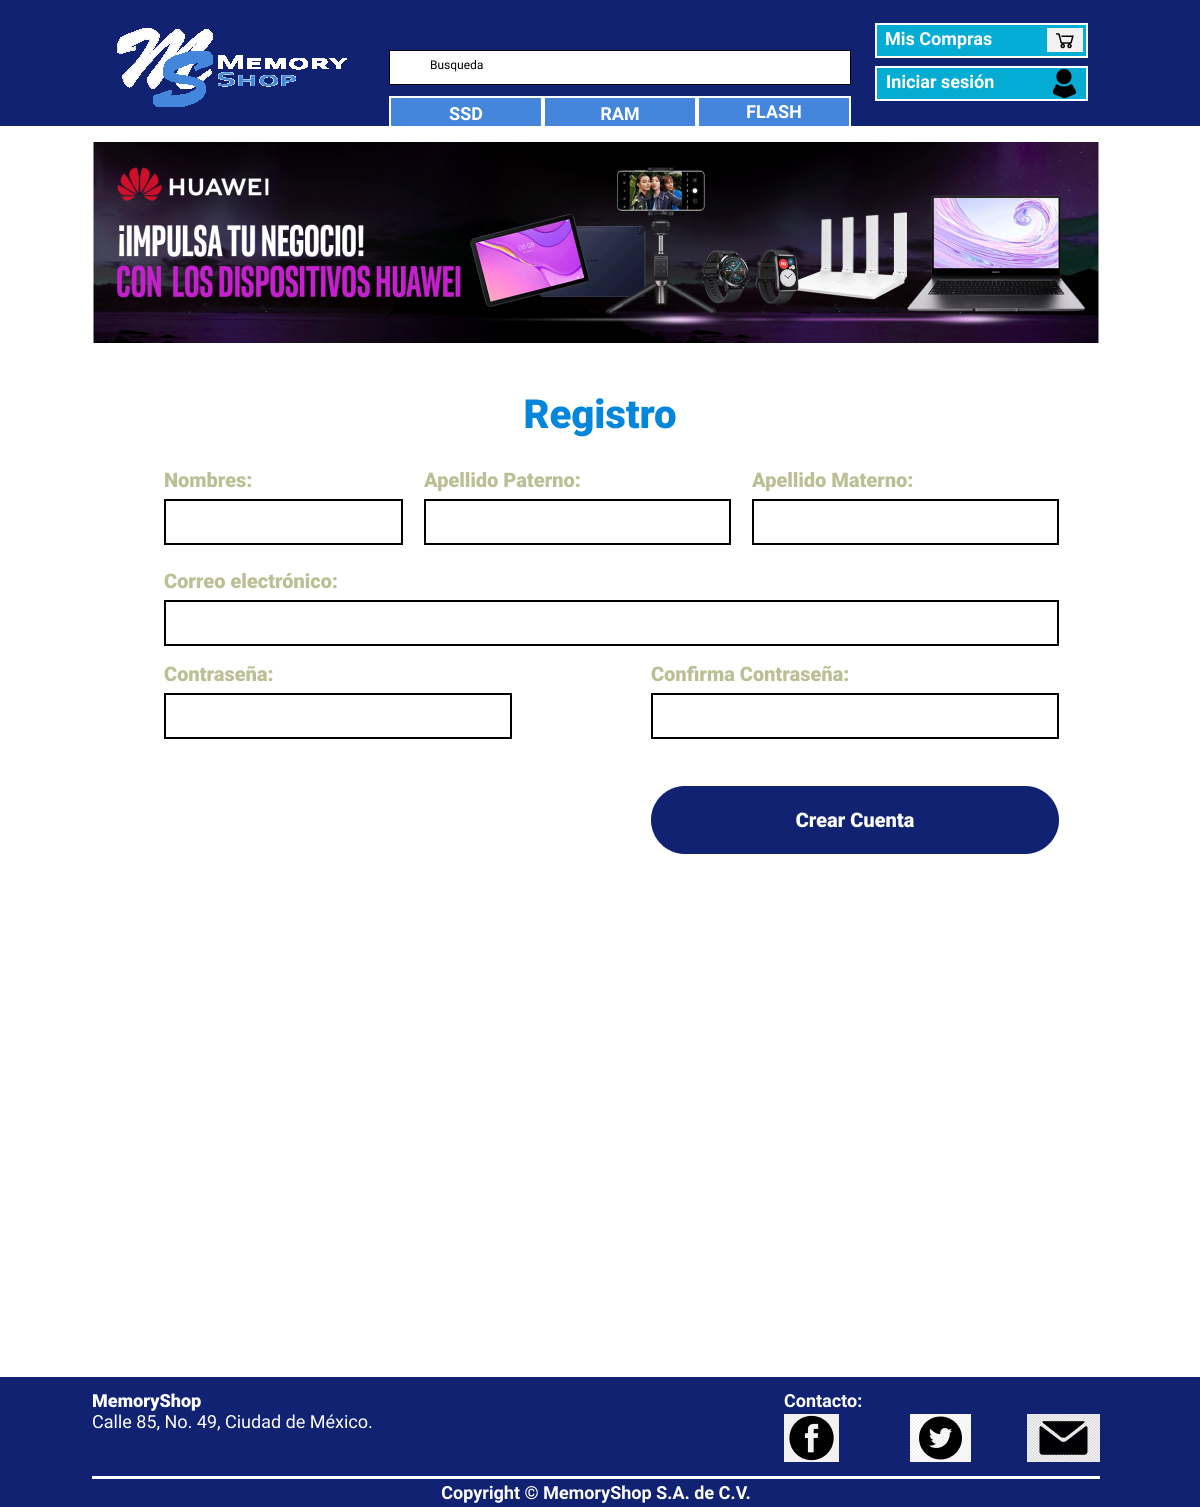 MS MEMORY SHOP
Busqueda
SSD
RAM
FLASH
Mis Compras
Iniciar sesión
HUAWEI
¡IMPULSA TU NEGOCIO!
CON LOS DISPOSITIVOS HUAWEI
08:08
Registro
Nombres:
Apellido Paterno:
Apellido Materno:
Correo electrónico:
Contraseña:
Confirma Contraseña:
Crear Cuenta
MemoryShop
Calle 85, No. 49, Ciudad de México.
Contacto:
Copyright © MemoryShop S.A. de C.V.